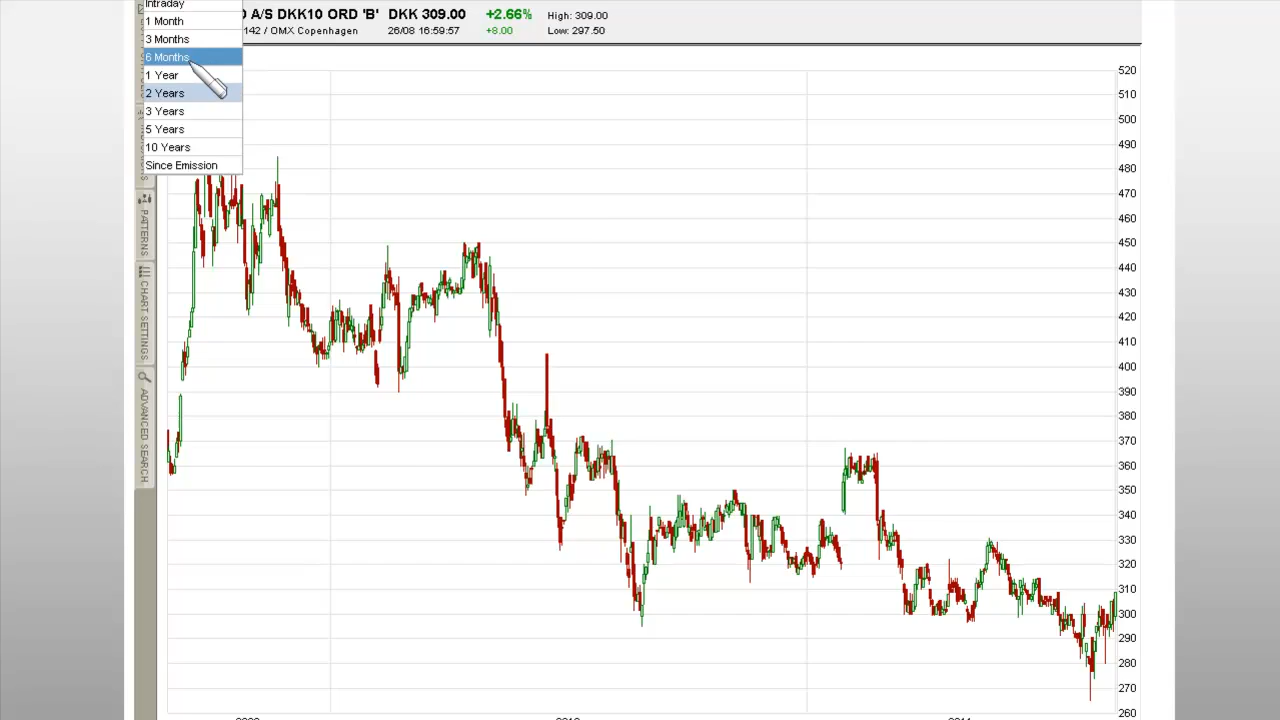 Intraday
1 Month
3 Months
6 Months
1 Year
2 Years
3 Years
5 Years
10 Years
Since Emission
A/S DKK10 ORD 'B' DKK 309.00 +2.66% High: 309.00
142 / OMX Copenhagen 26/08 16:59:57 +8.00 Low: 297.50
PATTERNS
CHART SETTINGS
ADVANCED SEARCH
520
510
500
490
480
470
460
450
440
430
420
410
400
390
380
370
360
350
340
330
320
310
300
290
280
270
260